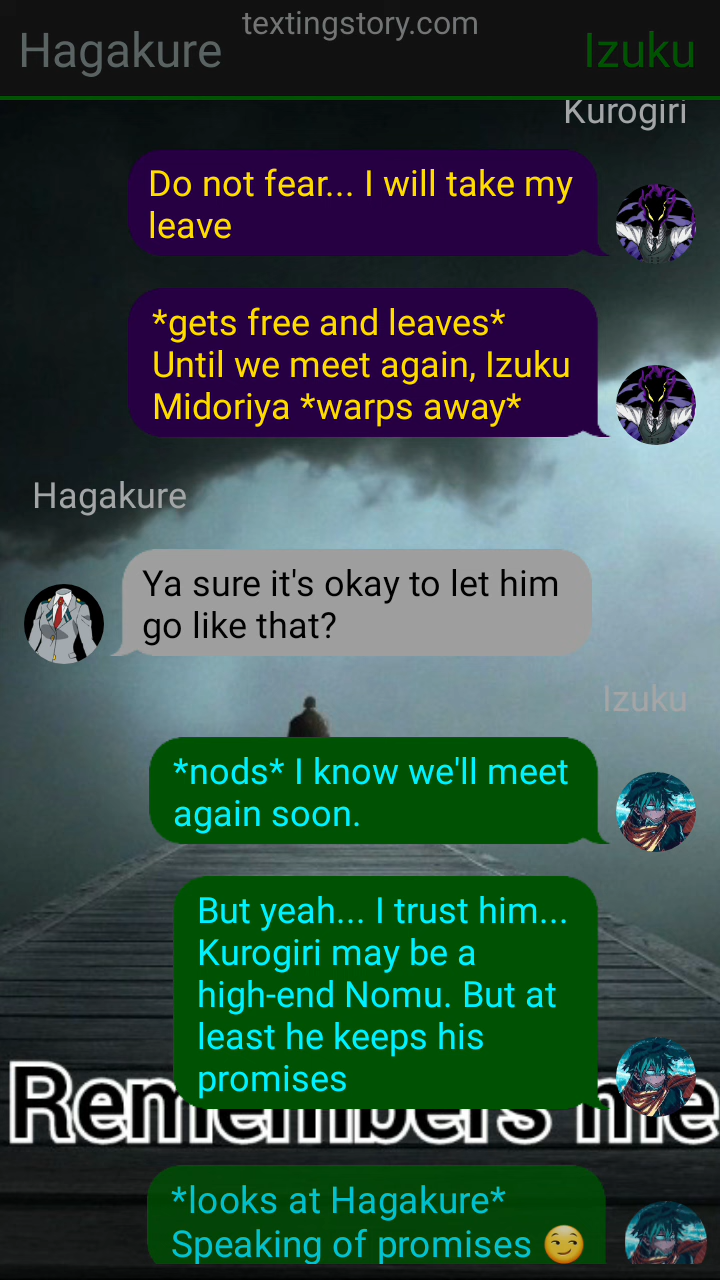 textingstory.com
Hagakure
Izuku
Kurogiri
Do not fear... I will take my
leave
*gets free and leaves*
Until we meet again, Izuku
Midoriya *warps away*
Hagakure
Ya sure it's okay to let him
go like that?
Izuku
*nods* I know we'll meet
again soon.
But yeah... I trust him...
Kurogiri may be a
high-end Nomu. But at
least he keeps his
promises
Remembers me
*looks at Hagakure*
Speaking of promises 😏